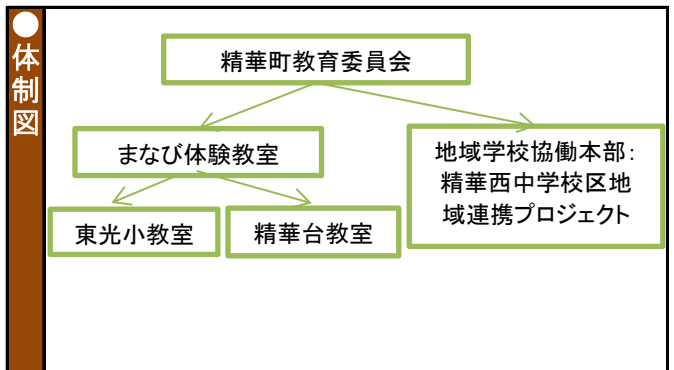 ●体制図
精華町教育委員会
まなび体験教室
地域学校協働本部：
精華西中学校区地
域連携プロジェクト
東光小教室
精華台教室